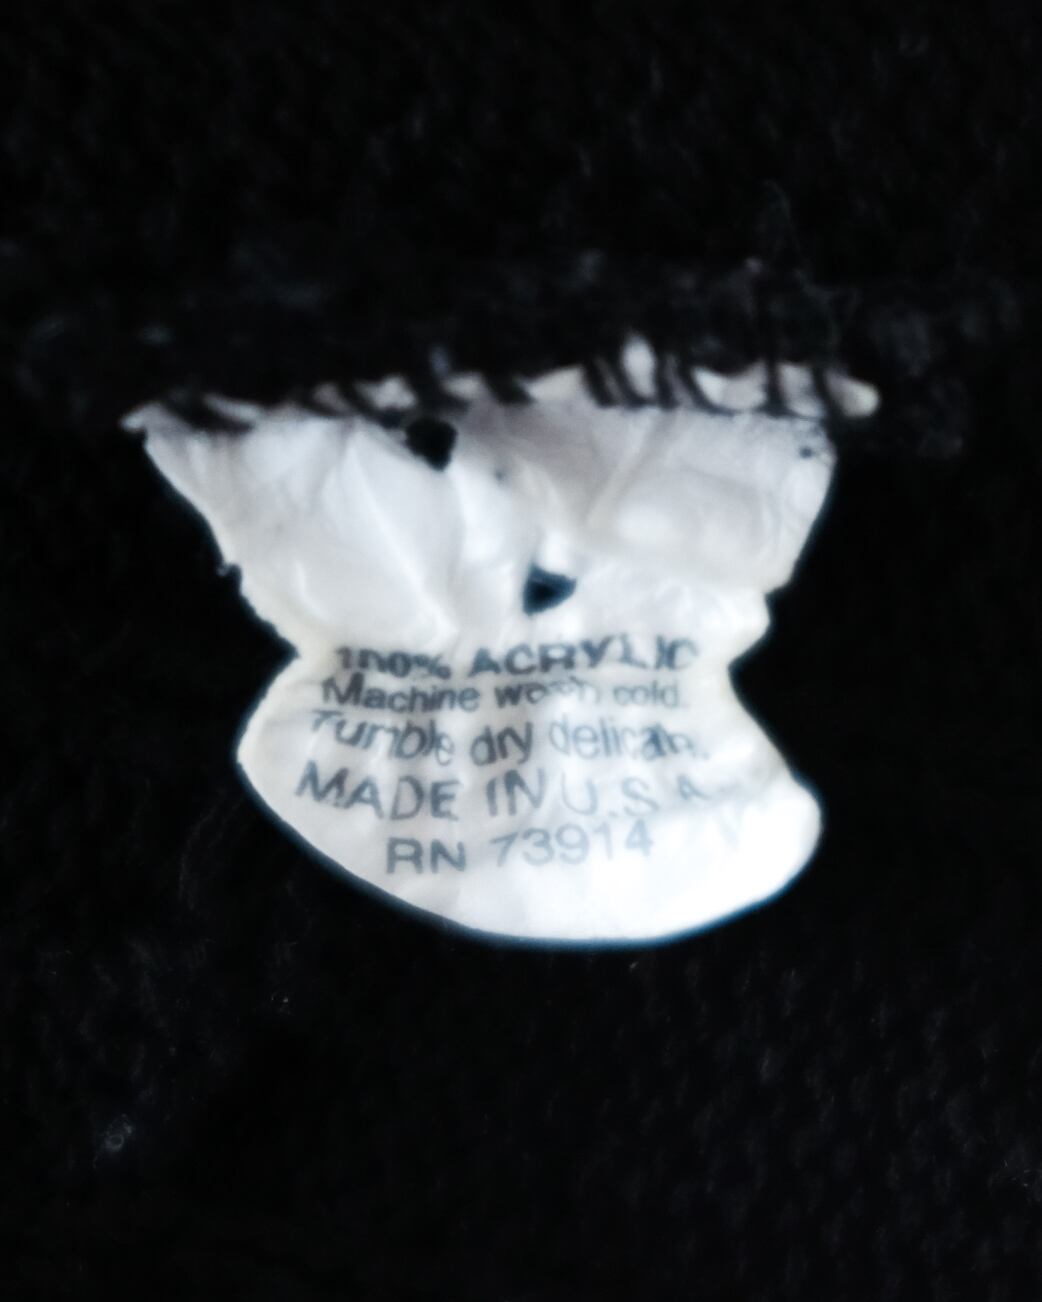 100% ACRYLIC
Machine wash cold.
Tumble dry delicate.
MADE IN U.S.A.
RN 73914